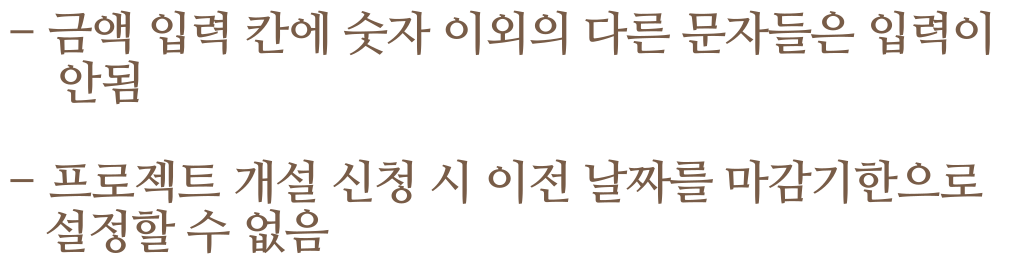 - 금액 입력 칸에 숫자 이외의 다른 문자들은 입력이
안됨
- 프로젝트 개설 신청 시 이전 날짜를 마감기한으로
설정할 수 없음